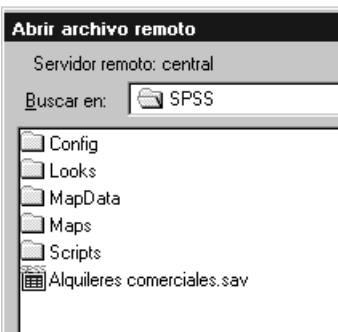 Abrir archivo remoto
Servidor remoto: central
Buscar en: SPSS
Config
Looks
MapData
Maps
Scripts
Alquileres comerciales.sav